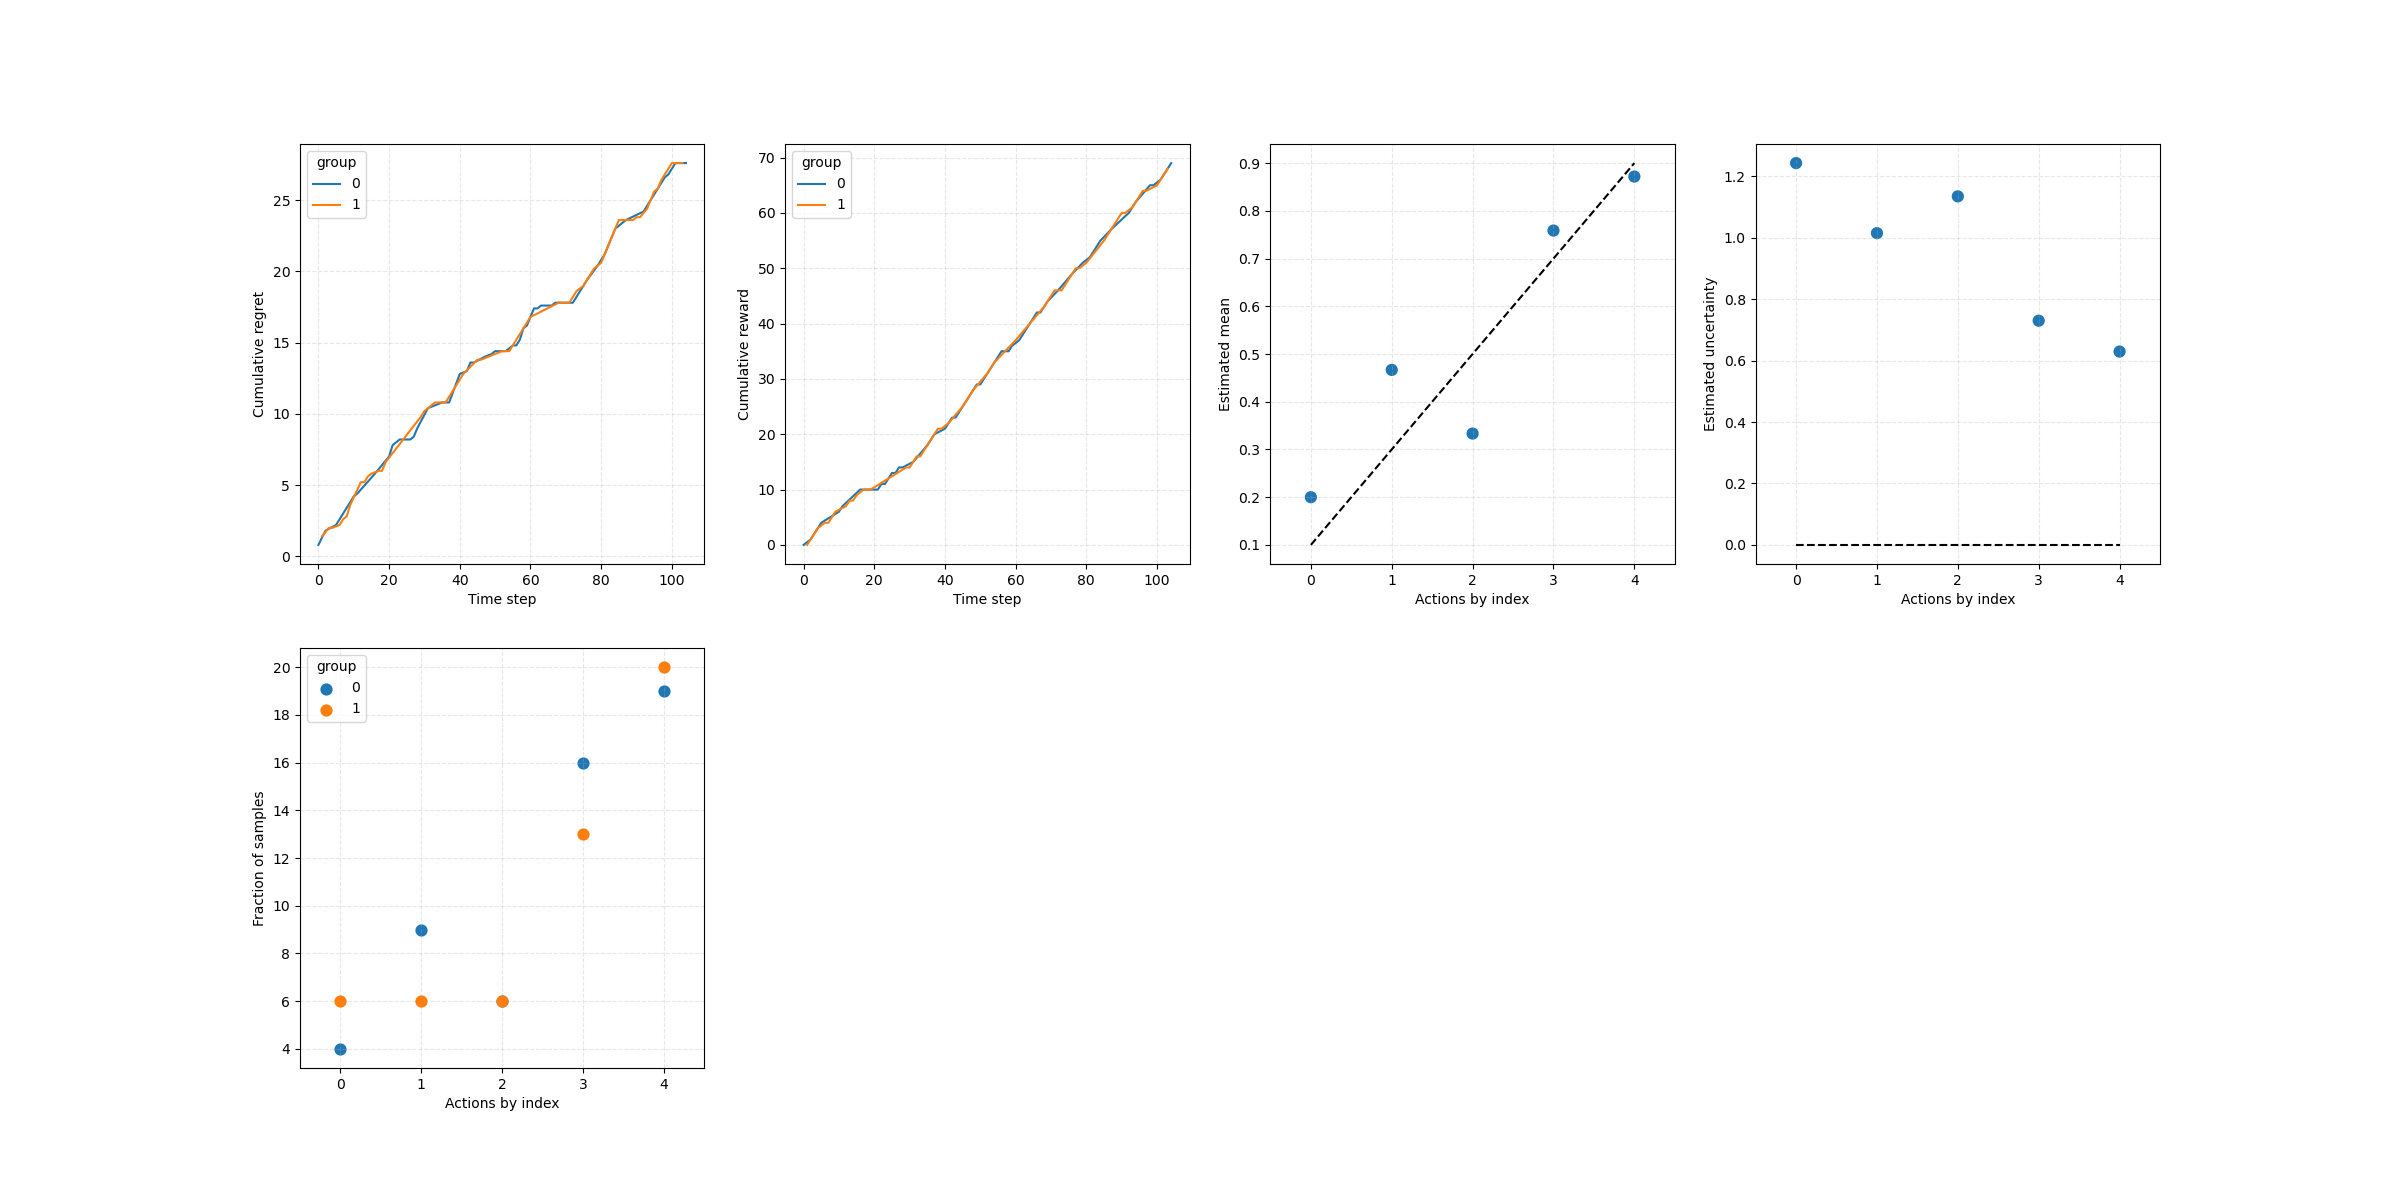 group
0
1
25
20
15
10
5
0
Cumulative regret
0 20 40 60 80 100
Time step
group
0
1
70
60
50
40
30
20
10
0
Cumulative reward
0 20 40 60 80 100
Time step
0.9
0.8
0.7
0.6
0.5
0.4
0.3
0.2
0.1
Estimated mean
0 1 2 3 4
Actions by index
1.2
1.0
0.8
0.6
0.4
0.2
0.0
Estimated uncertainty
0 1 2 3 4
Actions by index
group
0
1
20
18
16
14
12
10
8
6
4
Fraction of samples
0 1 2 3 4
Actions by index